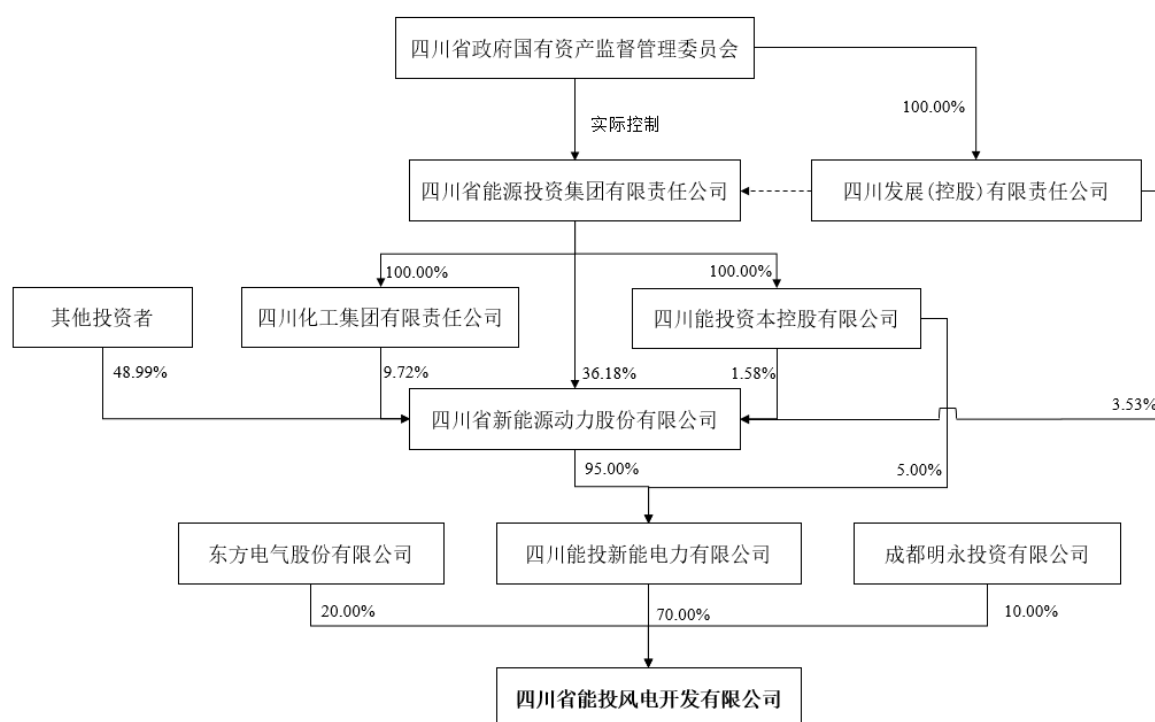 四川省政府国有资产监督管理委员会
实际控制
100.00%
四川省能源投资集团有限责任公司
四川发展(控股)有限责任公司
100.00%
100.00%
其他投资者
四川化工集团有限责任公司
四川能投资本控股有限公司
48.99%
9.72%
36.18%
1.58%
3.53%
四川省新能源动力股份有限公司
95.00%
5.00%
东方电气股份有限公司
四川能投新能电力有限公司
成都明永投资有限公司
20.00%
70.00%
10.00%
四川省能投风电开发有限公司